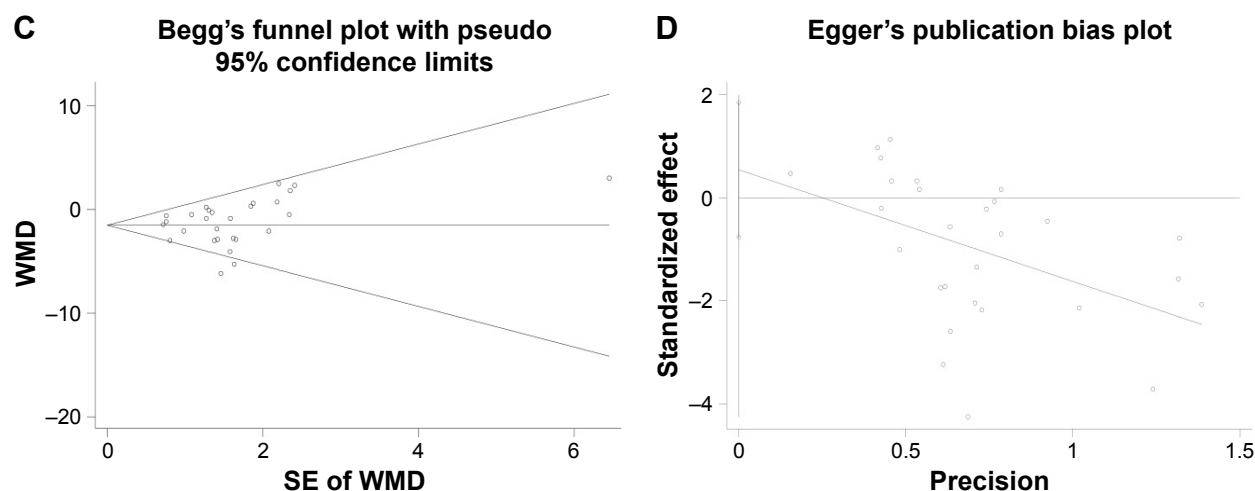 C
Begg’s funnel plot with pseudo
95% confidence limits
10
0
–10
–20
WMD
0
2
4
6
SE of WMD
D
Egger’s publication bias plot
2
0
–2
–4
Standardized effect
0
0.5
1
1.5
Precision